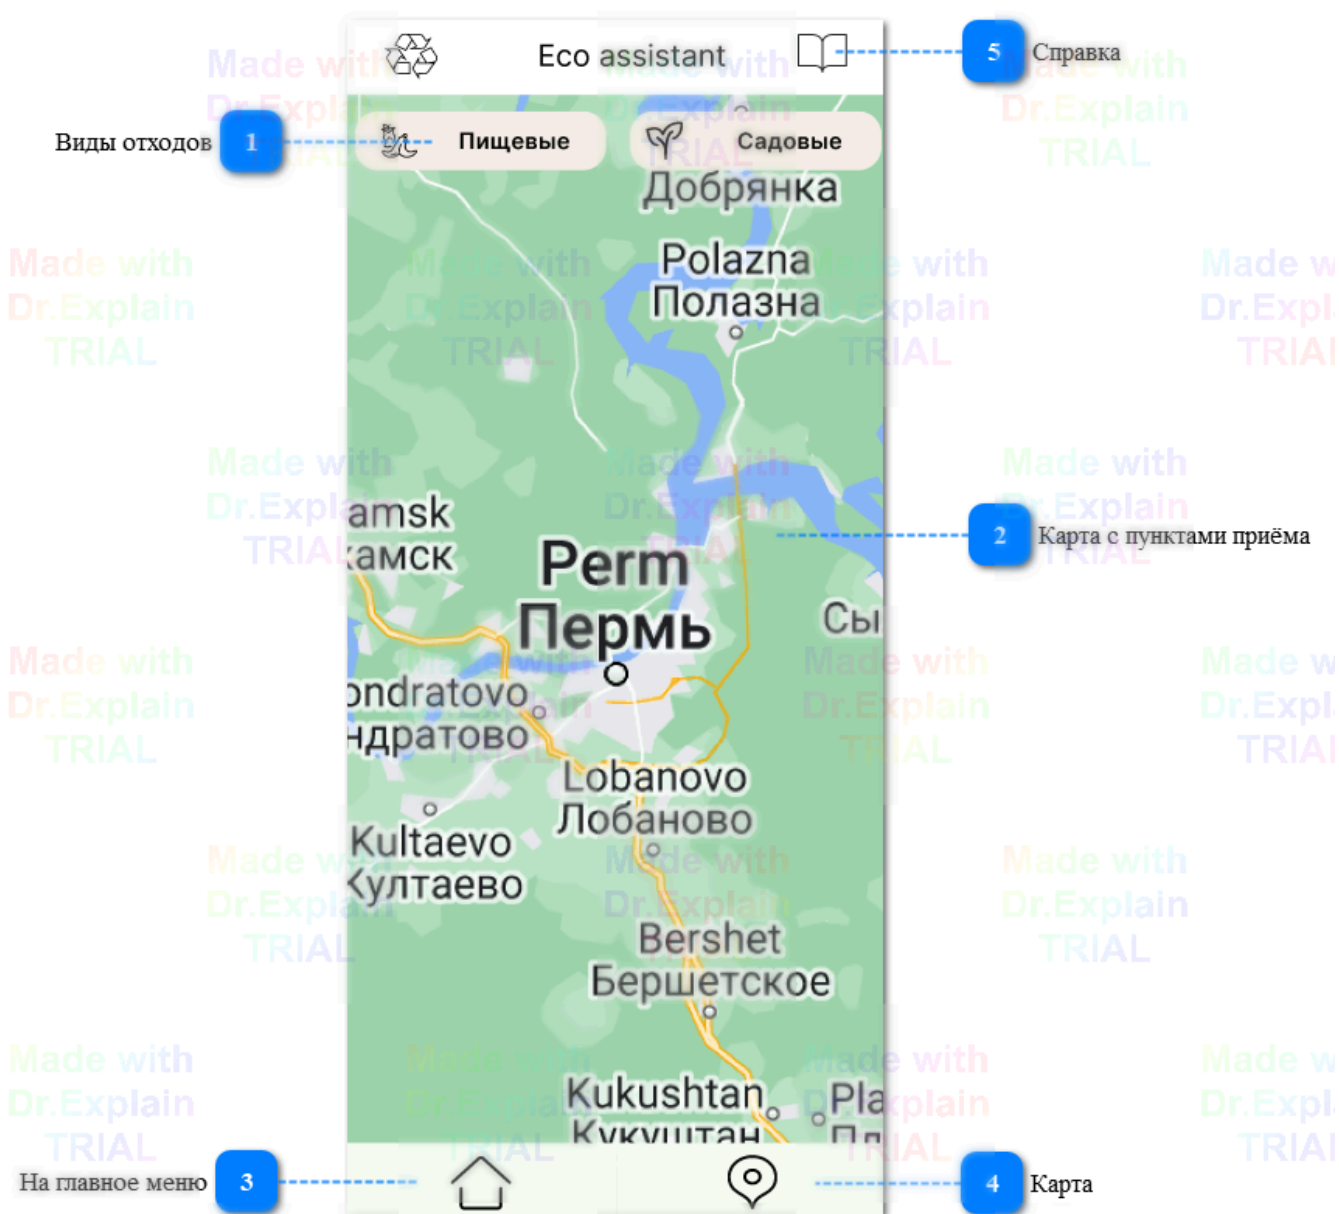 Eco assistant
5 Справка
Виды отходов 1
Пищевые
Садовые
Добрянка
Polazna
Полазна
amsk
камск
Perm
Пермь
2 Карта с пунктами приёма
Сы
ondratovo
ндратово
Lobanovo
Лобаново
Kultaevo
Култаево
Bershet
Бершетское
Kukushtan
Кукуштан
Pla
Пл
На главное меню 3
4 Карта
Made with
Dr.Explain
TRIAL